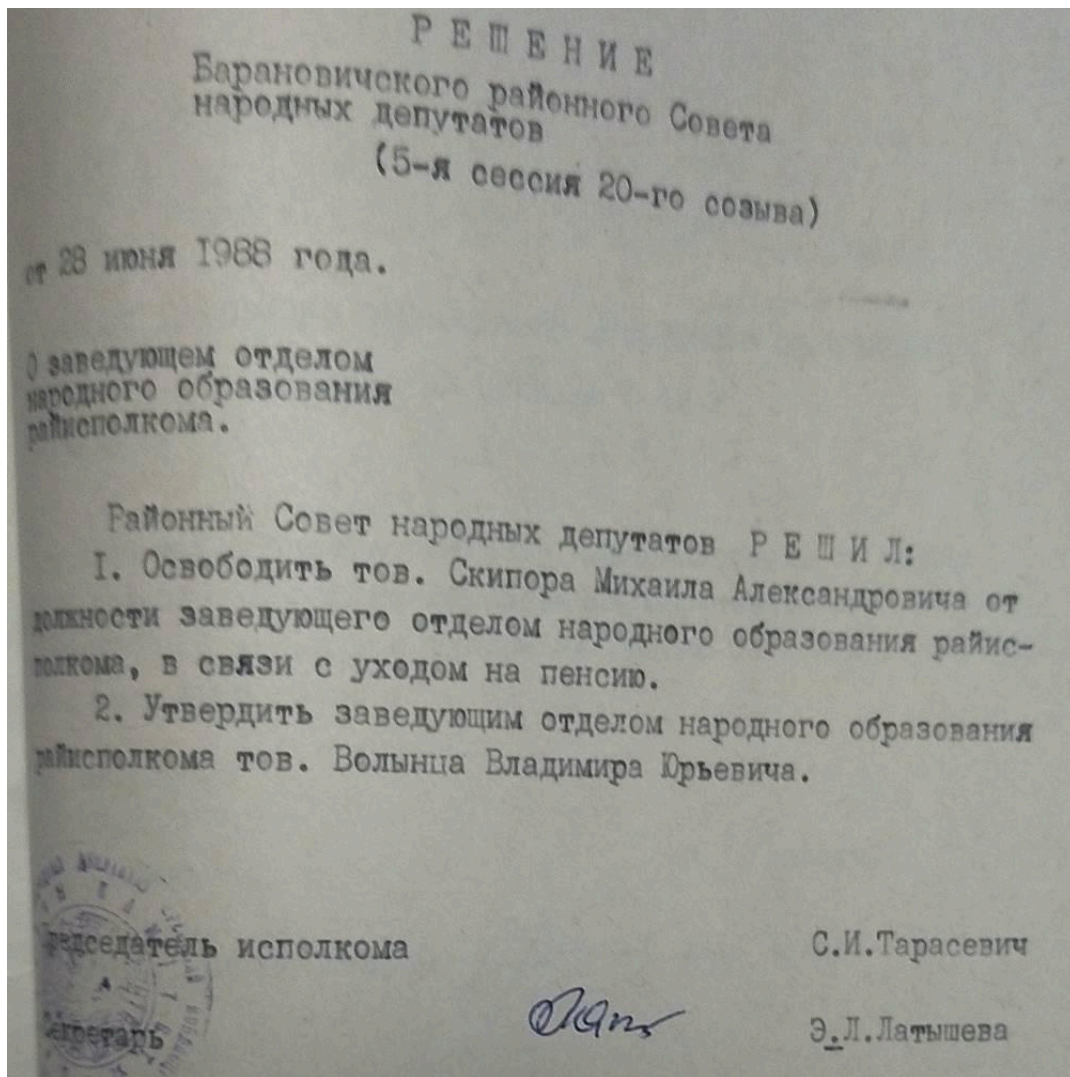 Р Е Ш Е Н И Е
Барановичского районного Совета
народных депутатов
(5-я сессия 20-го созыва)
от 28 июня 1988 года.
О заведующем отделом
народного образования
райисполкома.
Районный Совет народных депутатов Р Е Ш И Л:
1. Освободить тов. Скипора Михаила Александровича от
должности заведующего отделом народного образования райис-
полкома, в связи с уходом на пенсию.
2. Утвердить заведующим отделом народного образования
райисполкома тов. Волынца Владимира Юрьевича.
Председатель исполкома С.И.Тарасевич
Секретарь Э.Л.Латышева